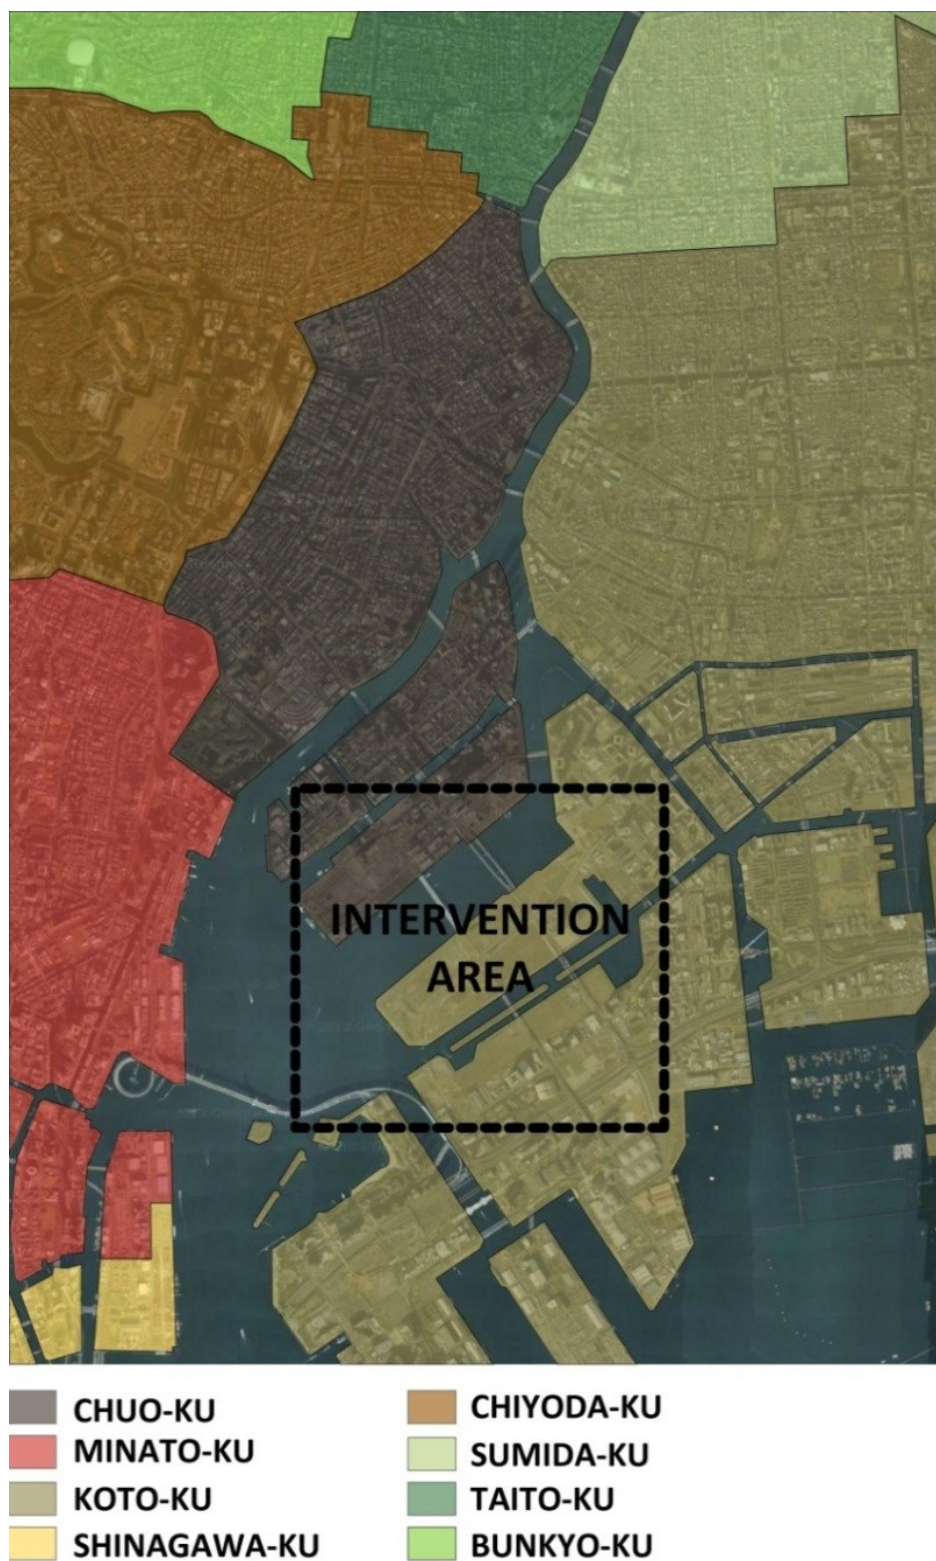 INTERVENTION
AREA
CHUO-KU
MINATO-KU
KOTO-KU
SHINAGAWA-KU
CHIYODA-KU
SUMIDA-KU
TAITO-KU
BUNKYO-KU